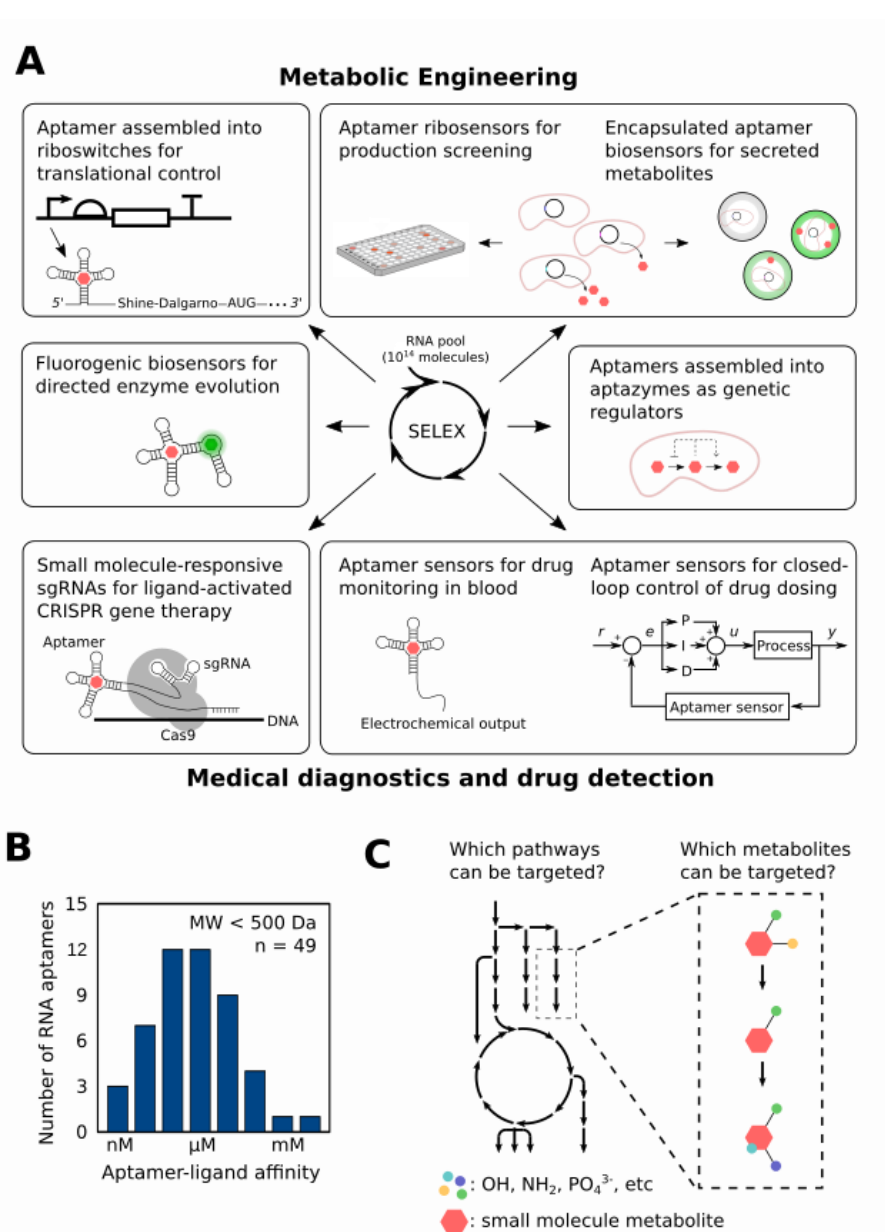 A
Metabolic Engineering
Aptamer assembled into
riboswitches for
translational control
5'
Shine-Dalgarno—AUG—··· 3'
Aptamer ribosensors for
production screening
Encapsulated aptamer
biosensors for secreted
metabolites
Fluorogenic biosensors for
directed enzyme evolution
RNA pool
(10¹⁴ molecules)
SELEX
Aptamers assembled into
aptazymes as genetic
regulators
Small molecule-responsive
sgRNAs for ligand-activated
CRISPR gene therapy
Aptamer
sgRNA
DNA
Cas9
Aptamer sensors for drug
monitoring in blood
Electrochemical output
Aptamer sensors for closed-
loop control of drug dosing
r + − e P I D + + + u Process y
Aptamer sensor
Medical diagnostics and drug detection
B
Number of RNA aptamers
15
12
9
6
3
0
MW < 500 Da
n = 49
nM µM mM
Aptamer-ligand affinity
C
Which pathways
can be targeted?
Which metabolites
can be targeted?
: OH, NH₂, PO₄³⁻, etc
: small molecule metabolite